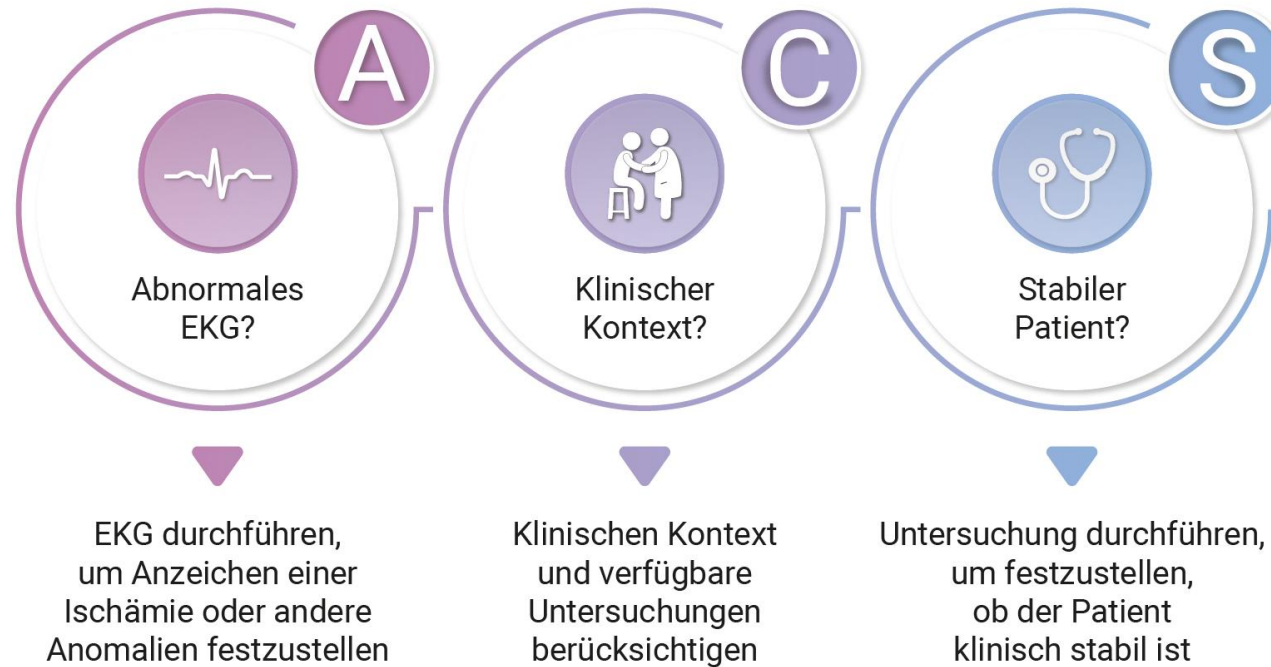 A
Abnormales
EKG?
EKG durchführen,
um Anzeichen einer
Ischämie oder andere
Anomalien festzustellen
C
Klinischer
Kontext?
Klinischen Kontext
und verfügbare
Untersuchungen
berücksichtigen
S
Stabiler
Patient?
Untersuchung durchführen,
um festzustellen,
ob der Patient
klinisch stabil ist